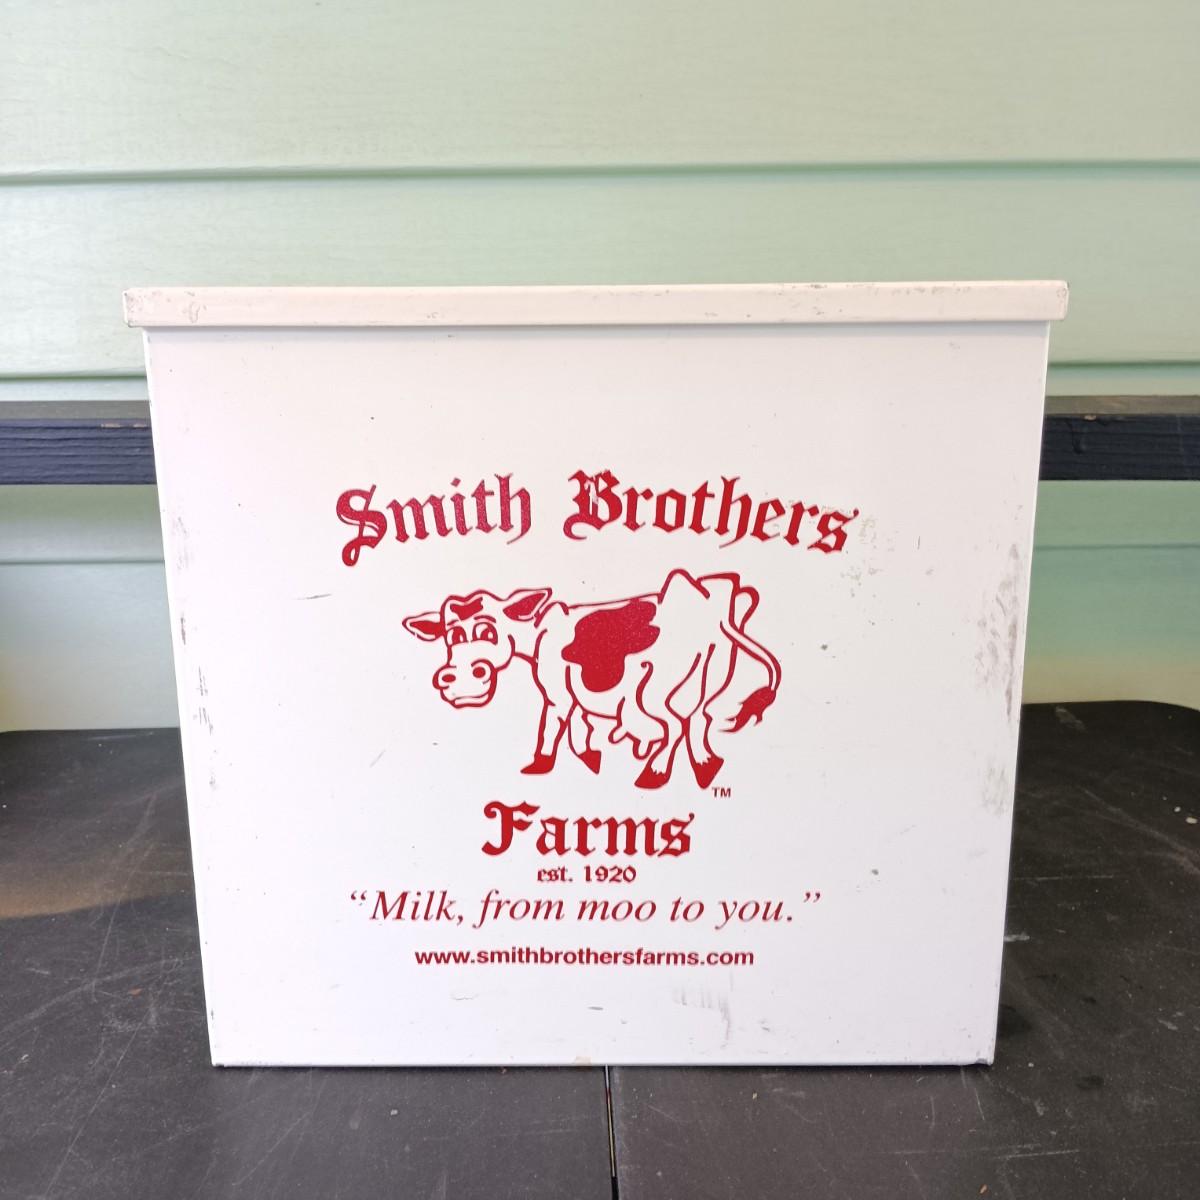 Smith Brothers
TM
Farms
est. 1920
“Milk, from moo to you.”
www.smithbrothersfarms.com